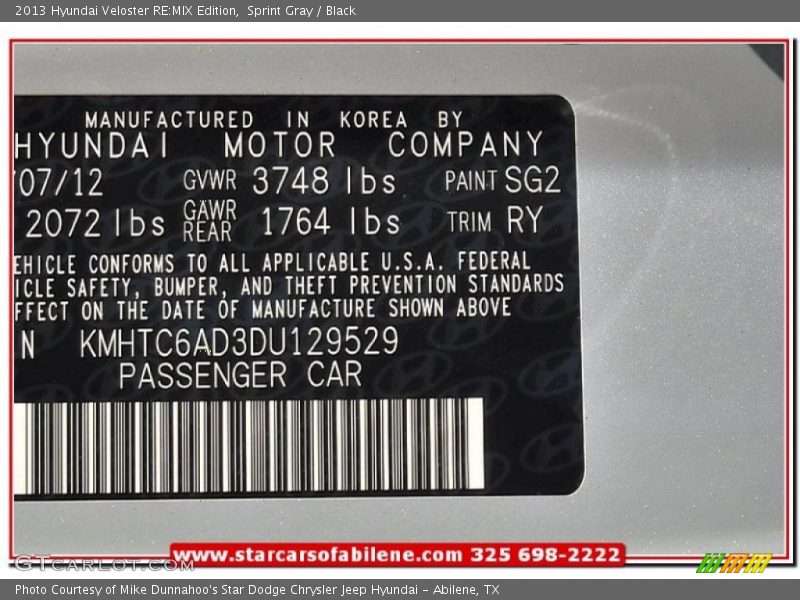 2013 Hyundai Veloster RE:MIX Edition, Sprint Gray / Black
MANUFACTURED IN KOREA BY
HYUNDAI MOTOR COMPANY
/07/12 GVWR 3748 lbs PAINT SG2
2072 lbs GAWR REAR 1764 lbs TRIM RY
EHICLE CONFORMS TO ALL APPLICABLE U.S.A. FEDERAL
ICLE SAFETY, BUMPER, AND THEFT PREVENTION STANDARDS
FFECT ON THE DATE OF MANUFACTURE SHOWN ABOVE
N KMHTC6AD3DU129529
PASSENGER CAR
www.starcarsofabilene.com 325 698-2222
GTCARLOT.COM
Photo Courtesy of Mike Dunnahoo's Star Dodge Chrysler Jeep Hyundai - Abilene, TX